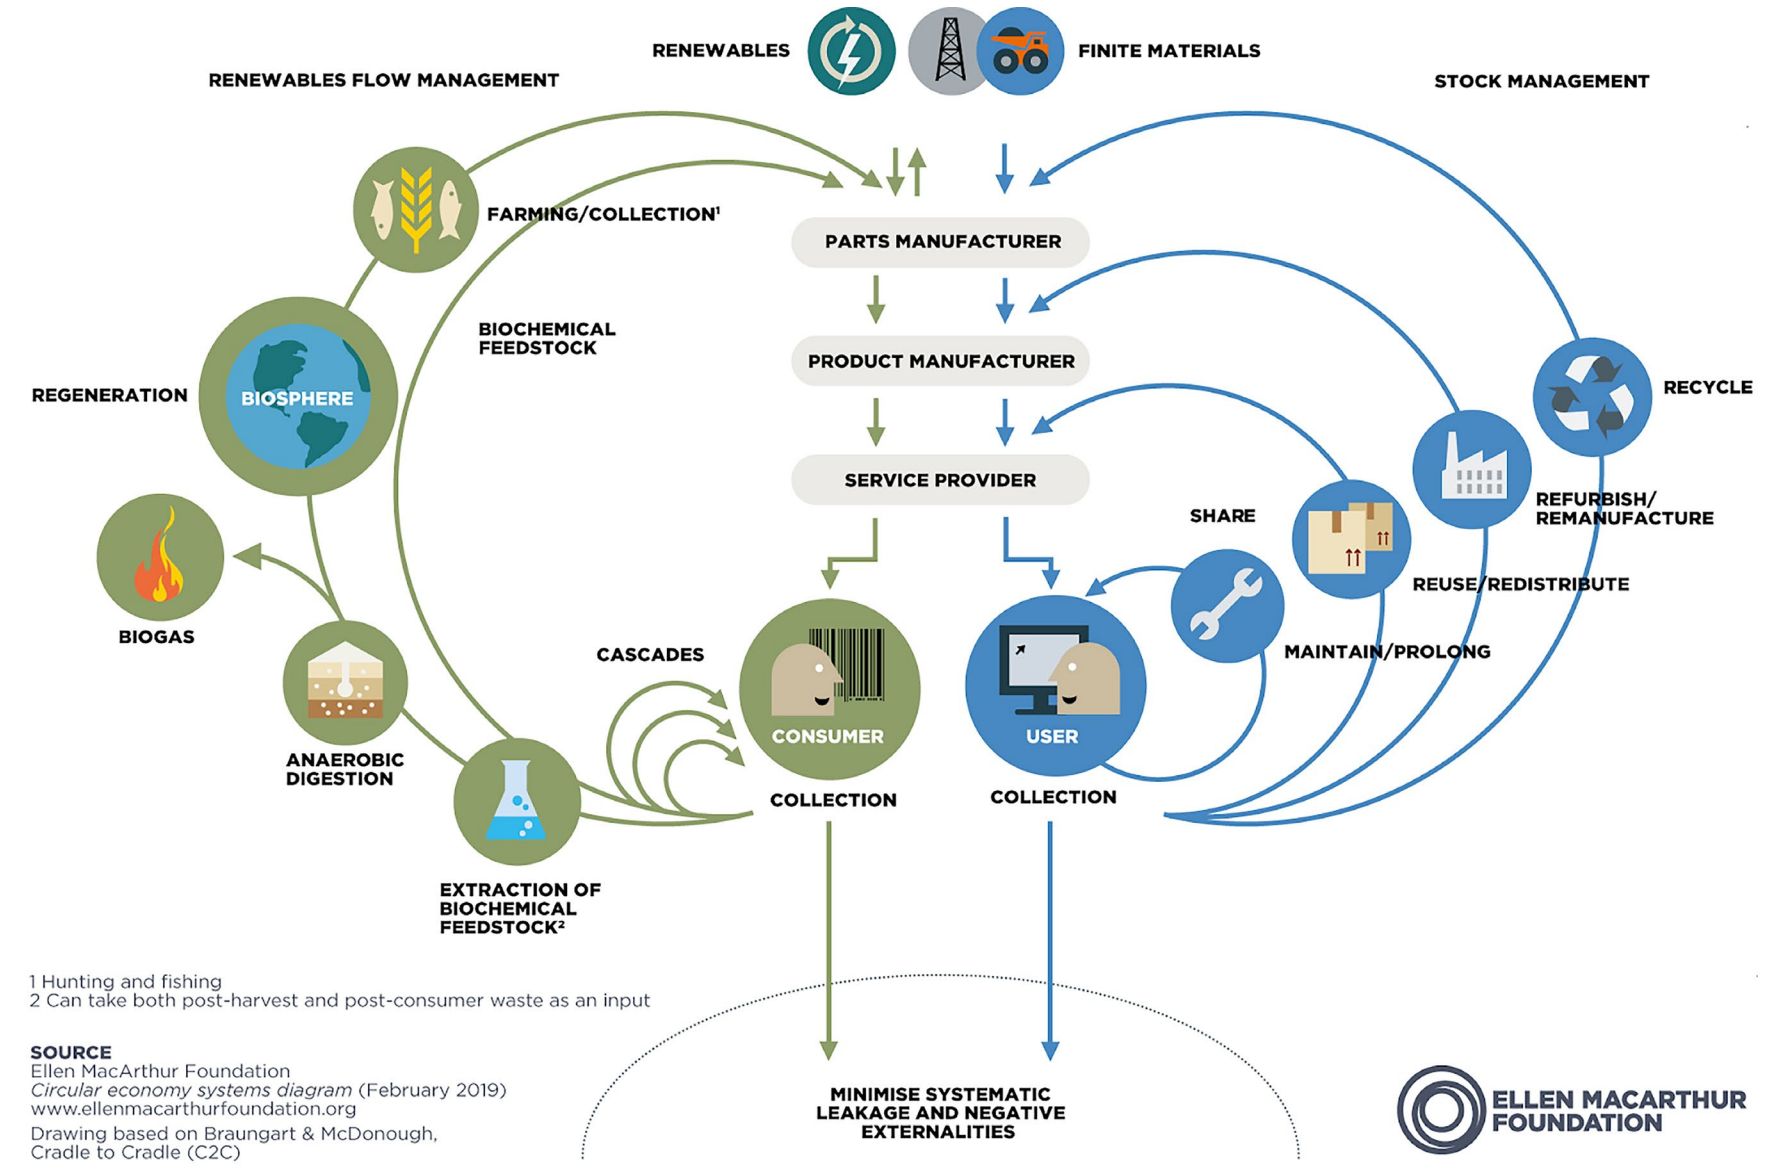 RENEWABLES
FINITE MATERIALS
RENEWABLES FLOW MANAGEMENT
STOCK MANAGEMENT
FARMING/COLLECTION¹
PARTS MANUFACTURER
BIOCHEMICAL
FEEDSTOCK
PRODUCT MANUFACTURER
REGENERATION
BIOSPHERE
RECYCLE
SERVICE PROVIDER
SHARE
REFURBISH/
REMANUFACTURE
REUSE/REDISTRIBUTE
BIOGAS
CASCADES
MAINTAIN/PROLONG
CONSUMER
USER
ANAEROBIC
DIGESTION
COLLECTION
COLLECTION
EXTRACTION OF
BIOCHEMICAL
FEEDSTOCK²
1 Hunting and fishing
2 Can take both post-harvest and post-consumer waste as an input
SOURCE
Ellen MacArthur Foundation
Circular economy systems diagram (February 2019)
www.ellenmacarthurfoundation.org
Drawing based on Braungart & McDonough,
Cradle to Cradle (C2C)
MINIMISE SYSTEMATIC
LEAKAGE AND NEGATIVE
EXTERNALITIES
ELLEN MACARTHUR
FOUNDATION